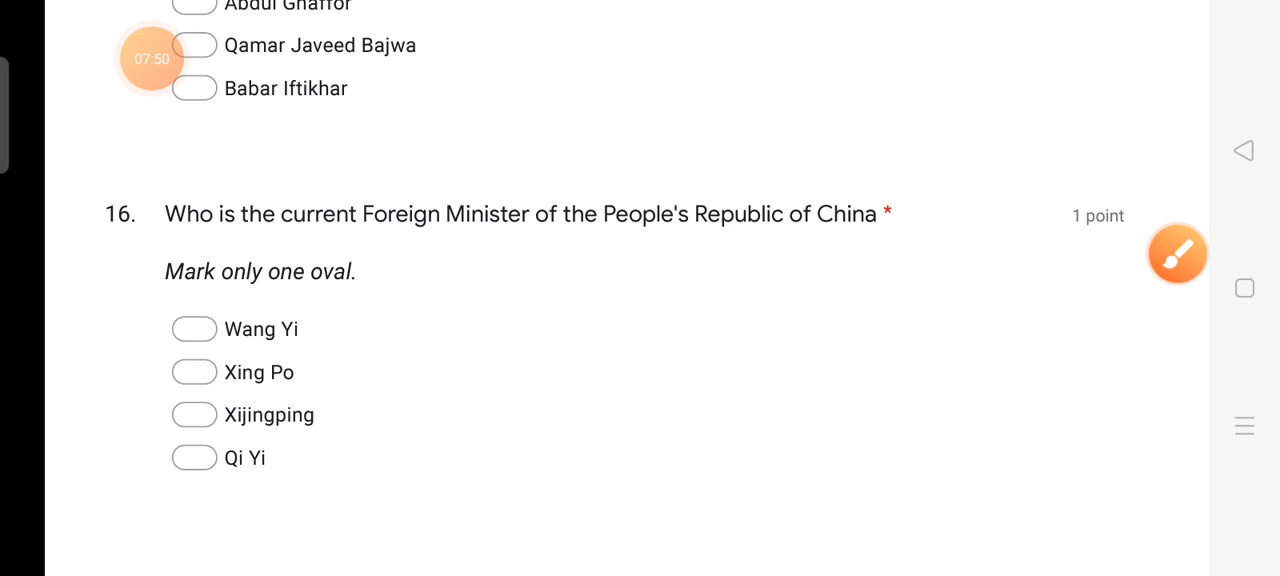 Abdul Ghaffor
Qamar Javeed Bajwa
07:50
Babar Iftikhar
16. Who is the current Foreign Minister of the People's Republic of China * 1 point
Mark only one oval.
Wang Yi
Xing Po
Xijingping
Qi Yi